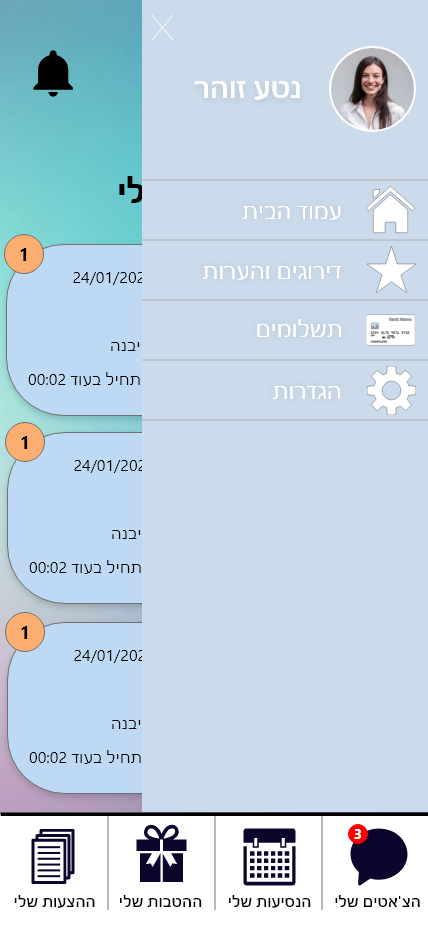 נטע זוהר
עמוד הבית
דירוגים והערות
תשלומים
הגדרות
לי
1
24/01/202
יבנה
תחיל בעוד 00:02
1
24/01/202
יבנה
תחיל בעוד 00:02
1
24/01/202
יבנה
תחיל בעוד 00:02
3
הצ'אטים שלי
הנסיעות שלי
ההטבות שלי
ההצעות שלי